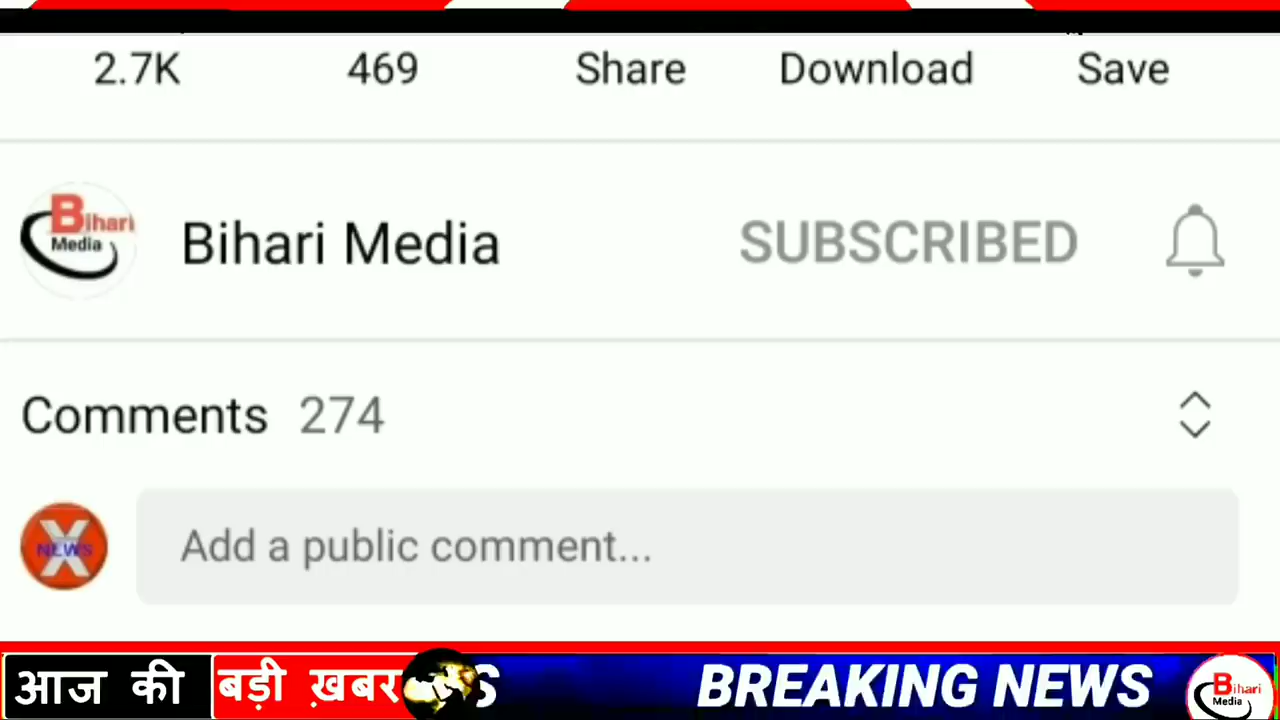 2.7K 469 Share Download Save
Bihari Media
Bihari Media SUBSCRIBED
Comments 274
X NEWS
Add a public comment...
आज की बड़ी ख़बर S BREAKING NEWS
Bihari Media